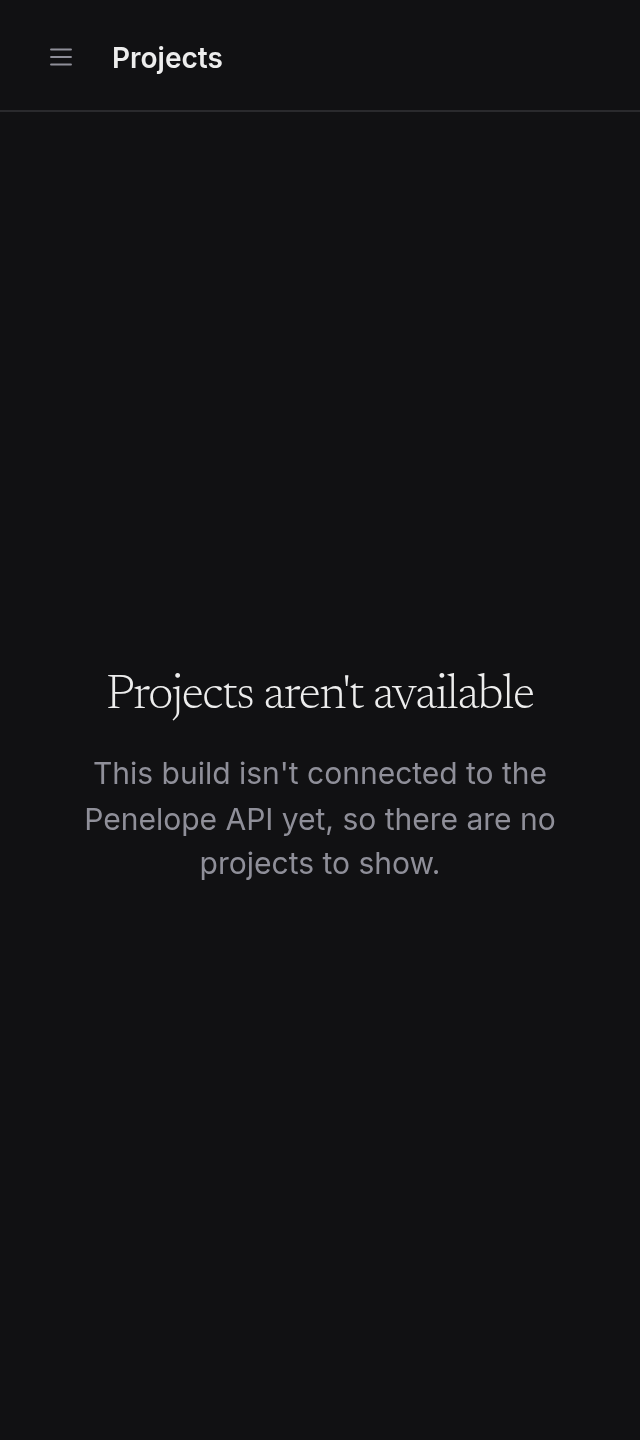 Projects
Projects aren't available
This build isn't connected to the
Penelope API yet, so there are no
projects to show.